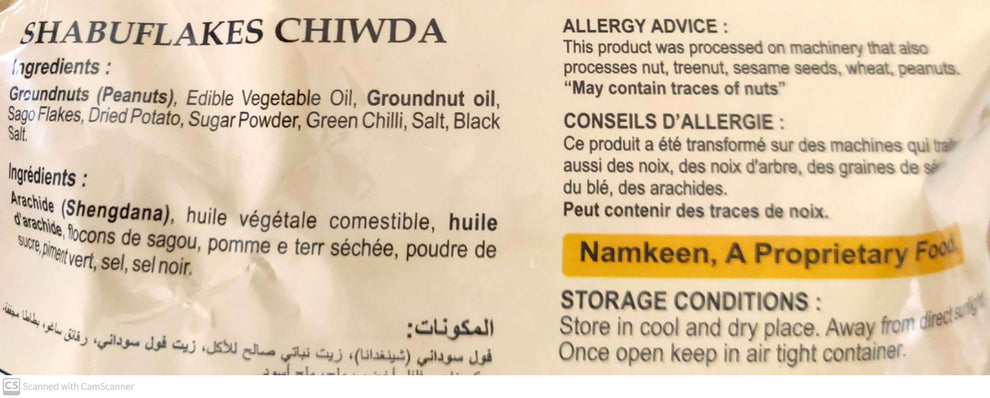 SHABUFLAKES CHIWDA
Ingredients :
Groundnuts (Peanuts), Edible Vegetable Oil, Groundnut oil,
Sago Flakes, Dried Potato, Sugar Powder, Green Chilli, Salt, Black
Salt.
Ingrédients :
Arachide (Shengdana), huile végétale comestible, huile
d'arachide, flocons de sagou, pomme e terr séchée, poudre de
sucre, piment vert, sel, sel noir.
المكونات:
فول سوداني (شينغدانا)، زيت نباتي صالح للأكل، زيت فول سوداني، رقائق ساغو، بطاطا مجففة،
ALLERGY ADVICE :
This product was processed on machinery that also
processes nut, treenut, sesame seeds, wheat, peanuts.
“May contain traces of nuts”
CONSEILS D'ALLERGIE :
Ce produit a été transformé sur des machines qui
aussi des noix, des noix d'arbre, des graines de
du blé, des arachides.
Peut contenir des traces de noix.
Namkeen, A Proprietary Food.
STORAGE CONDITIONS :
Store in cool and dry place. Away from direct sunlight
Once open keep in air tight container.
CS Scanned with CamScanner